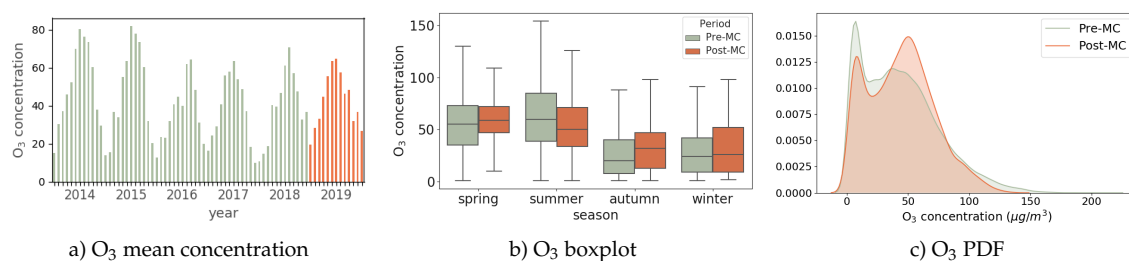 O3 concentration
80
60
40
20
0
2014 2015 2016 2017 2018 2019
year
a) O3 mean concentration
O3 concentration
150
100
50
0
Period
Pre-MC
Post-MC
spring summer autumn winter
season
b) O3 boxplot
0.0150
0.0125
0.0100
0.0075
0.0050
0.0025
0.0000
Pre-MC
Post-MC
0 50 100 150 200
O3 concentration (μg/m³)
c) O3 PDF